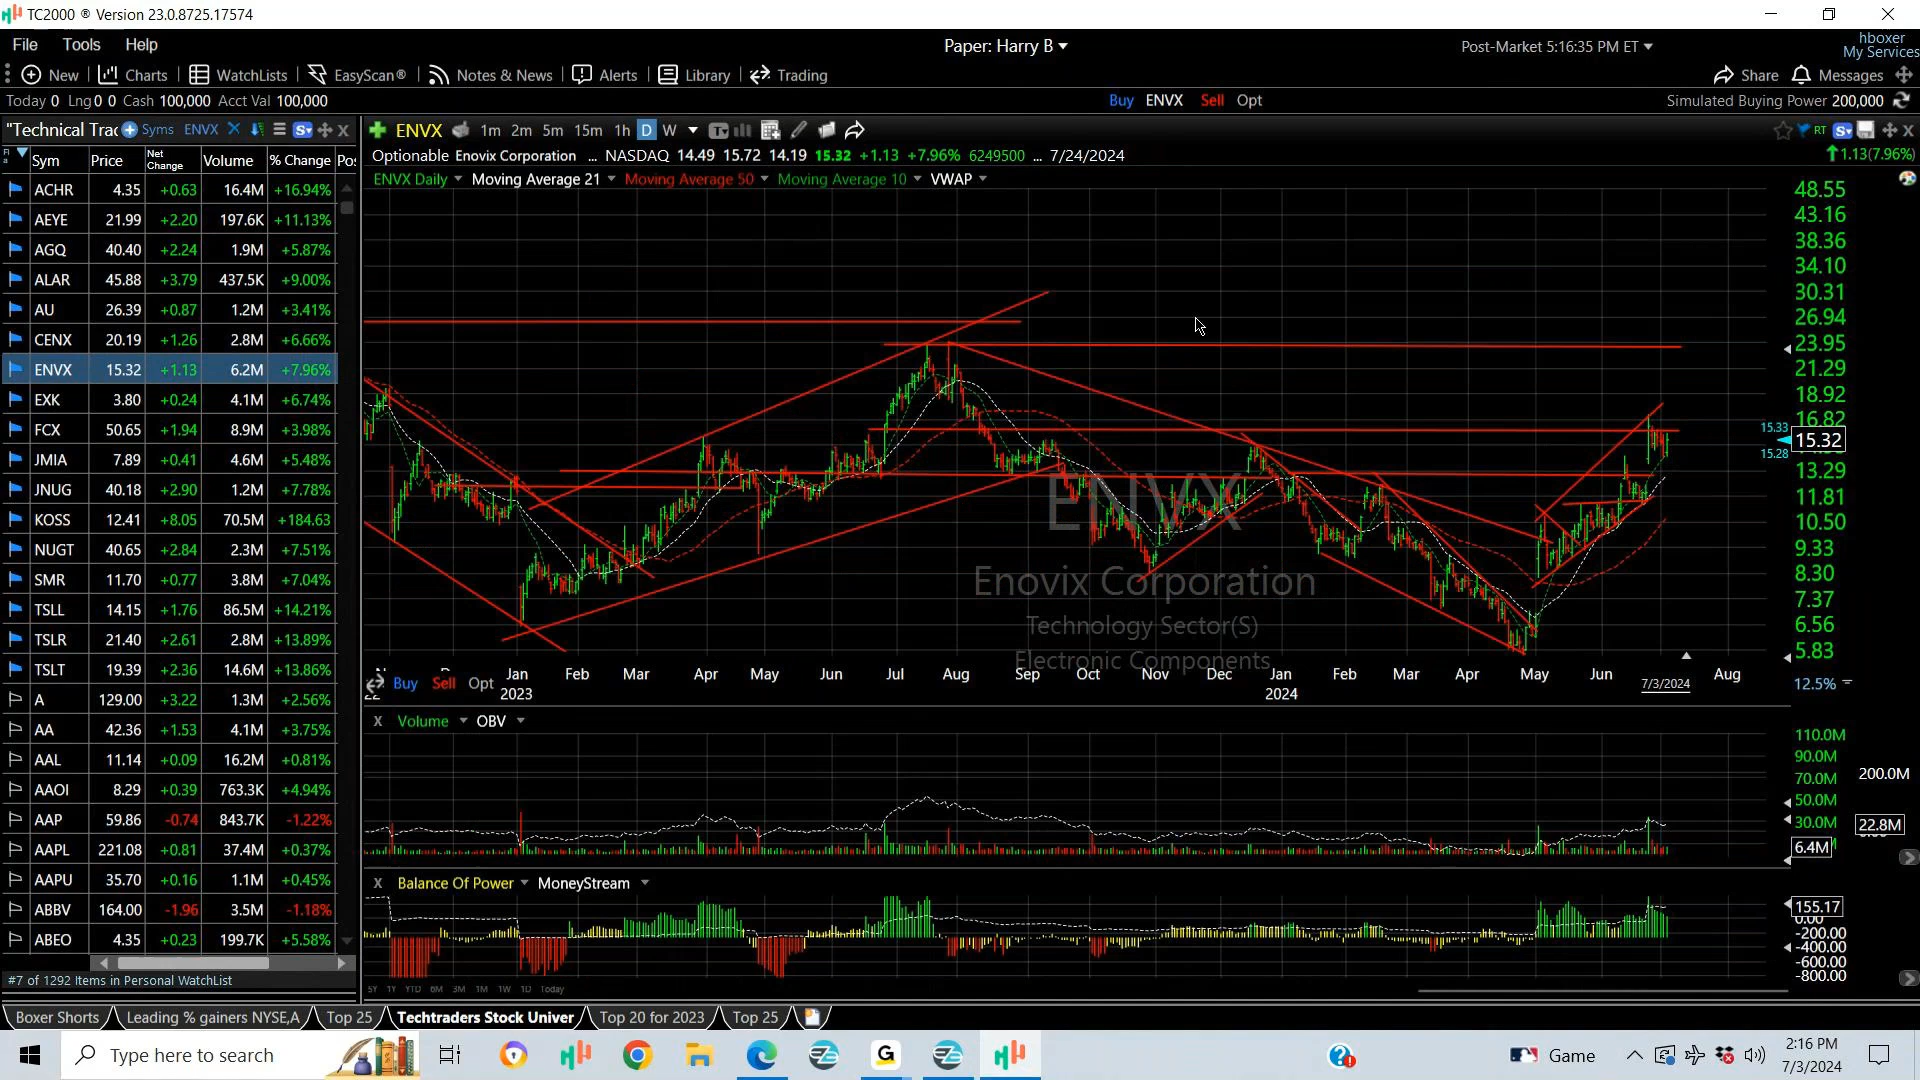 TC2000 ® Version 23.0.8725.17574
File Tools Help
Paper: Harry B
Post-Market 5:16:35 PM ET
hboxer
My Services
New Charts WatchLists EasyScan® Notes & News Alerts Library Trading
Share Messages
Today 0 Lng 0 0 Cash 100,000 Acct Val 100,000
Buy ENVX Sell Opt
Simulated Buying Power 200,000
"Technical Trac Syms ENVX
ENVX 1m 2m 5m 15m 1h D W
RT
Sym Price Net Change Volume % Change Pos
Optionable Enovix Corporation ... NASDAQ 14.49 15.72 14.19 15.32 +1.13 +7.96% 6249500 ... 7/24/2024
1.13(7.96%)
ENVX Daily Moving Average 21 Moving Average 50 Moving Average 10 VWAP
ACHR 4.35 +0.63 16.4M +16.94%
AEYE 21.99 +2.20 197.6K +11.13%
AGQ 40.40 +2.24 1.9M +5.87%
ALAR 45.88 +3.79 437.5K +9.00%
AU 26.39 +0.87 1.2M +3.41%
CENX 20.19 +1.26 2.8M +6.66%
ENVX 15.32 +1.13 6.2M +7.96%
EXK 3.80 +0.24 4.1M +6.74%
FCX 50.65 +1.94 8.9M +3.98%
JMIA 7.89 +0.41 4.6M +5.48%
JNUG 40.18 +2.90 1.2M +7.78%
KOSS 12.41 +8.05 70.5M +184.63
NUGT 40.65 +2.84 2.3M +7.51%
SMR 11.70 +0.77 3.8M +7.04%
TSLL 14.15 +1.76 86.5M +14.21%
TSLR 21.40 +2.61 2.8M +13.89%
TSLT 19.39 +2.36 14.6M +13.86%
A 129.00 +3.22 1.3M +2.56%
AA 42.36 +1.53 4.1M +3.75%
AAL 11.14 +0.09 16.2M +0.81%
AAOI 8.29 +0.39 763.3K +4.94%
AAP 59.86 -0.74 843.7K -1.22%
AAPL 221.08 +0.81 37.4M +0.37%
AAPU 35.70 +0.16 1.1M +0.45%
ABBV 164.00 -1.96 3.5M -1.18%
ABEO 4.35 +0.23 199.7K +5.58%
#7 of 1292 Items in Personal WatchList
48.55
43.16
38.36
34.10
30.31
26.94
23.95
21.29
18.92
16.82
15.33
15.32
15.28
13.29
11.81
10.50
9.33
8.30
7.37
6.56
5.83
ENVX
Enovix Corporation
Technology Sector(S)
Electronic Components
Jan Feb Mar Apr May Jun Jul Aug Sep Oct Nov Dec Jan Feb Mar Apr May Jun 7/3/2024 Aug
22 2023 2024
Buy Sell Opt
12.5%
Volume OBV
110.0M
90.0M
70.0M
50.0M
30.0M
6.4M
200.0M
22.8M
X Balance Of Power MoneyStream
155.17
0.00
-200.00
-400.00
-600.00
-800.00
5Y 1Y YTD 6M 3M 1M 1W 1D Today
Boxer Shorts Leading % gainers NYSE,A Top 25 Techtraders Stock Univer Top 20 for 2023 Top 25
Type here to search
Game
2:16 PM
7/3/2024